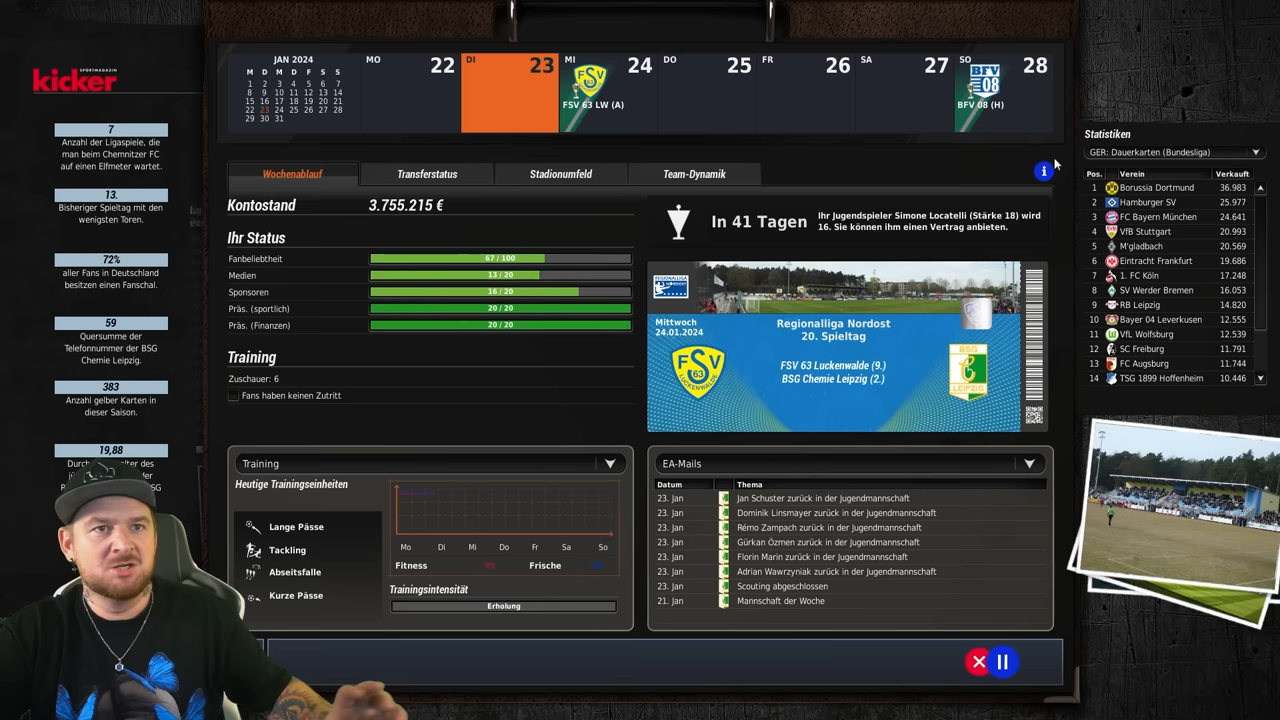 kicker
SPORTMAGAZIN
7
Anzahl der Ligaspiele, die
man beim Chemnitzer FC
auf einen Elfmeter wartet.
13.
Bisheriger Spieltag mit den
wenigsten Toren.
72%
aller Fans in Deutschland
besitzen einen Fanschal.
59
Quersumme der
Telefonnummer der BSG
Chemie Leipzig.
383
Anzahl gelber Karten in
dieser Saison.
19,88
JAN 2024
M D M D F S S
1 2 3 4 5 6 7
8 9 10 11 12 13 14
15 16 17 18 19 20 21
22 23 24 25 26 27 28
29 30 31
MO 22
DI 23
MI 24
FSV 63 LW (A)
DO 25
FR 26
SA 27
SO 28
BFV 08 (H)
Wochenablauf
Transferstatus
Stadionumfeld
Team-Dynamik
Kontostand 3.755.215 €
Ihr Status
Fanbeliebtheit 67 / 100
Medien 13 / 20
Sponsoren 16 / 20
Präs. (sportlich) 20 / 20
Präs. (Finanzen) 20 / 20
Training
Zuschauer: 6
Fans haben keinen Zutritt
In 41 Tagen
Ihr Jugendspieler Simone Locatelli (Stärke 18) wird
16. Sie können ihm einen Vertrag anbieten.
REGIONALLIGA
NORDOST
Mittwoch
24.01.2024
Regionalliga Nordost
20. Spieltag
FSV 63 Luckenwalde (9.)
BSG Chemie Leipzig (2.)
FSV
63
LUCKENWALDE
BSG
LEIPZIG
Training
Heutige Trainingseinheiten
Lange Pässe
Tackling
Abseitsfalle
Kurze Pässe
Mo Di Mi Do Fr Sa So
Fitness
Frische
Trainingsintensität
Erholung
EA-Mails
Datum Thema
23. Jan Jan Schuster zurück in der Jugendmannschaft
23. Jan Dominik Linsmayer zurück in der Jugendmannschaft
23. Jan Rémo Zampach zurück in der Jugendmannschaft
23. Jan Gürkan Özmen zurück in der Jugendmannschaft
23. Jan Florin Marin zurück in der Jugendmannschaft
23. Jan Adrian Wawrzyniak zurück in der Jugendmannschaft
23. Jan Scouting abgeschlossen
21. Jan Mannschaft der Woche
Statistiken
GER: Dauerkarten (Bundesliga)
Pos. Verein Verkauft
1 Borussia Dortmund 36.983
2 Hamburger SV 25.977
3 FC Bayern München 24.641
4 VfB Stuttgart 20.993
5 M'gladbach 20.569
6 Eintracht Frankfurt 19.686
7 1. FC Köln 17.248
8 SV Werder Bremen 16.053
9 RB Leipzig 14.820
10 Bayer 04 Leverkusen 12.555
11 VfL Wolfsburg 12.539
12 SC Freiburg 11.791
13 FC Augsburg 11.744
14 TSG 1899 Hoffenheim 10.446